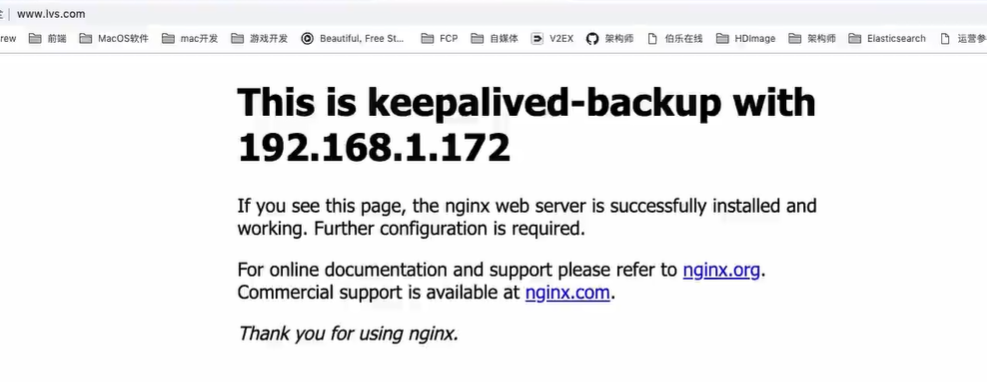 www.lvs.com
rew 前端 MacOS软件 mac开发 游戏开发 Beautiful, Free St... FCP 自媒体 V2EX 架构师 伯乐在线 HDImage 架构师 Elasticsearch 运营参
This is keepalived-backup with
192.168.1.172
If you see this page, the nginx web server is successfully installed and
working. Further configuration is required.
For online documentation and support please refer to nginx.org.
Commercial support is available at nginx.com.
Thank you for using nginx.